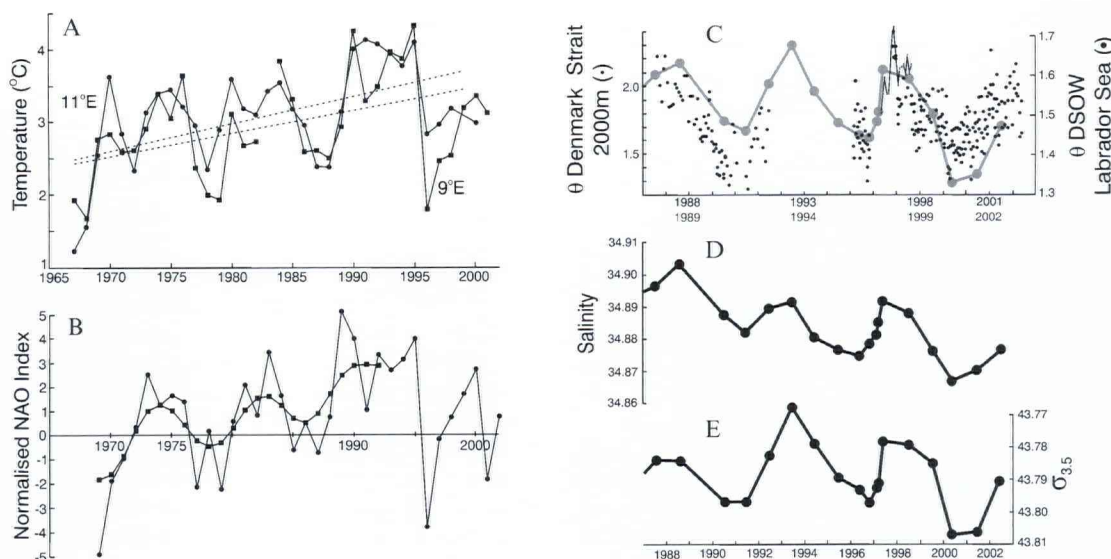 A
Temperature (°C)
4
3
2
1
11°E
9°E
1965 1970 1975 1980 1985 1990 1995 2000
B
Normalised NAO Index
5
4
3
2
1
0
-1
-2
-3
-4
-5
1970 1980 1990 2000
C
θ Denmark Strait
2000m (•)
2.0
1.5
1.7
1.6
1.5
1.4
1.3
θ DSOW
Labrador Sea (•)
1988 1993 1998 2001
1989 1994 1999 2002
D
Salinity
34.91
34.90
34.89
34.88
34.87
34.86
E
43.77
43.78
43.79
43.80
43.81
σ3.5
1988 1990 1992 1994 1996 1998 2000 2002